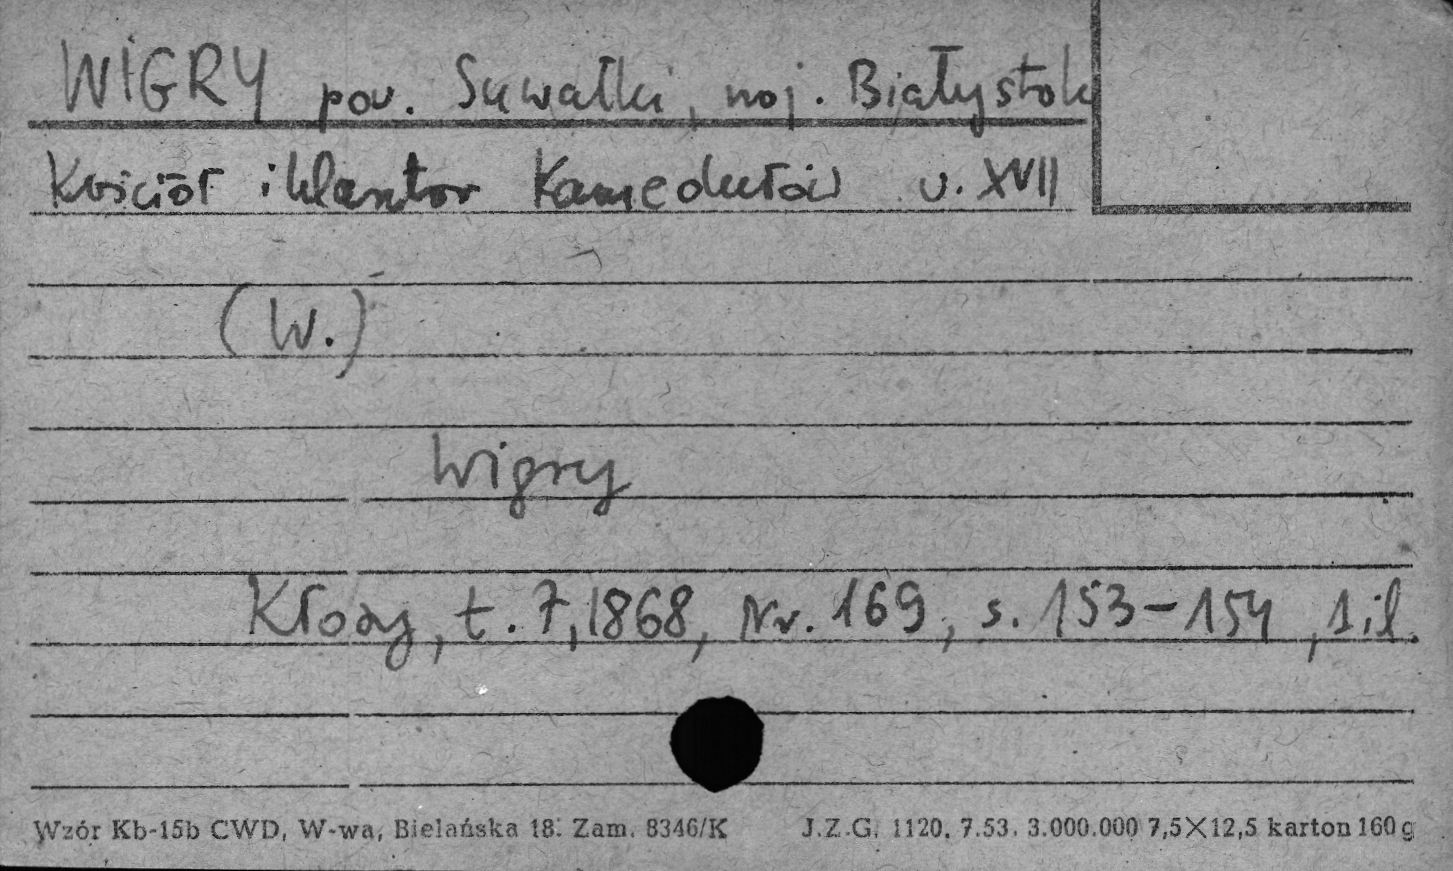 WIGRY pow. Suwałki, woj. Białystok
Kościół i klasztor Kamedułów w. XVII
(W.)
Wigry
Kłosy, t. 7, 1868, Nr. 169, s. 153-154, 1 il.
Wzór Kb-15b CWD, W-wa, Bielańska 18. Zam. 8346/K J.Z.G. 1120. 7.53. 3.000.000 7,5×12,5 karton 160 g